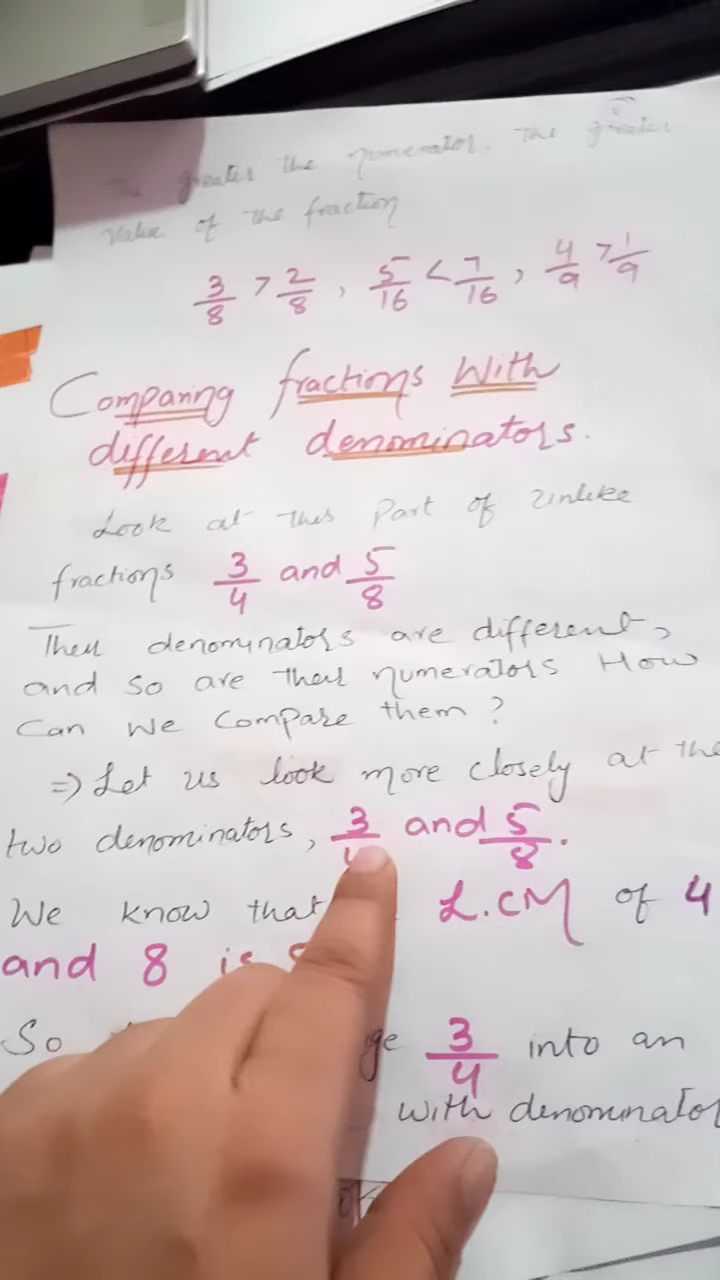 The greater the numerator. The greater
value of the fraction
3/8 > 2/8 , 5/16 < 7/16 , 4/9 > 1/9
Comparing fractions With
different denominators.
Look at this Part of unlike
fractions 3/4 and 5/8
Their denominators are different,
and so are their numerators How
Can We Compare them ?
⇒ Let us look more closely at the
two denominators, 3/4 and 5/8.
We know that L.CM of 4
and 8 is
So 3/4 into an
with denominator